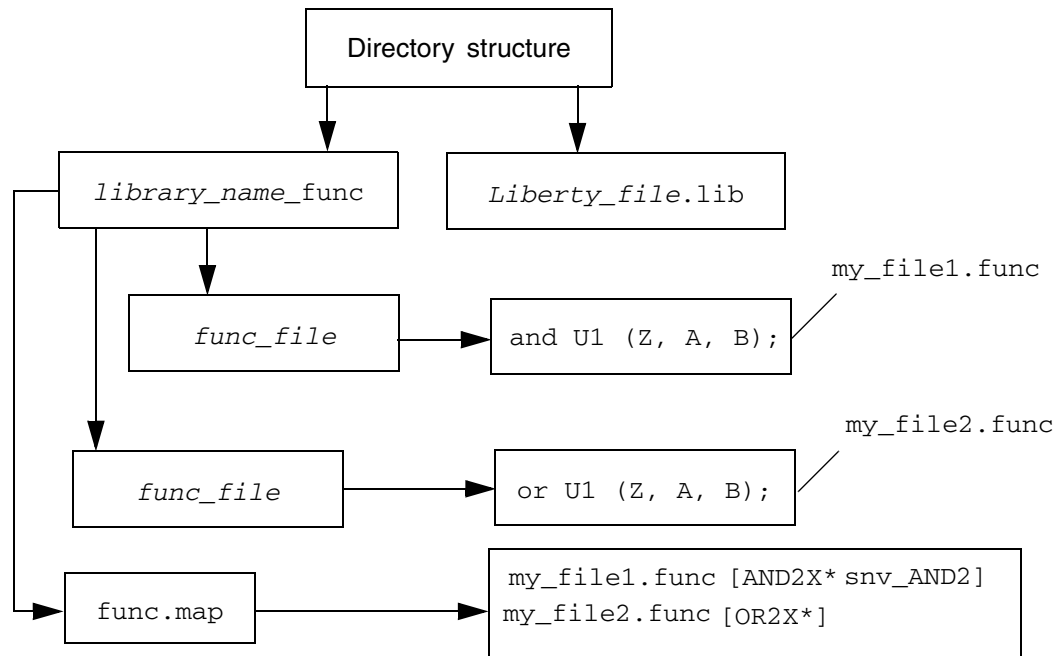 Directory structure
library_name_func
Liberty_file.lib
my_file1.func
func_file
and U1 (Z, A, B);
my_file2.func
func_file
or U1 (Z, A, B);
func.map
my_file1.func [AND2X* snv_AND2]
my_file2.func [OR2X*]